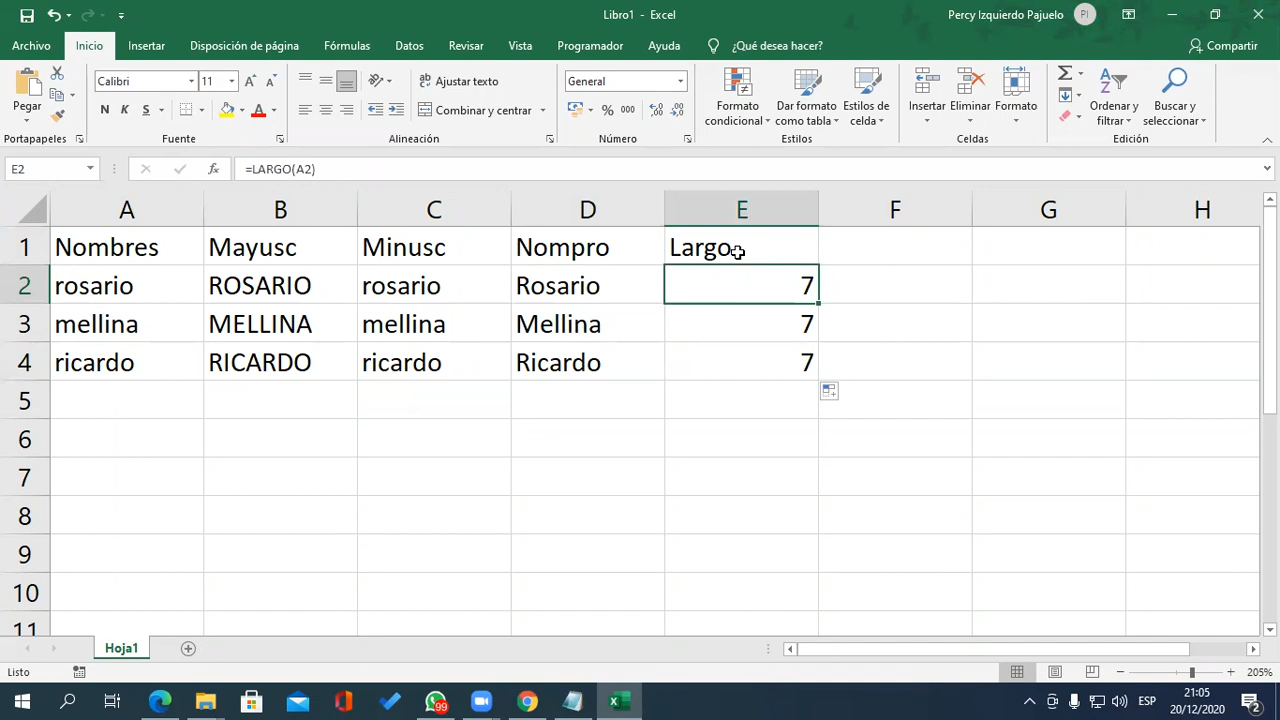 Libro1 - Excel
Percy Izquierdo Pajuelo
PI
Archivo Inicio Insertar Disposición de página Fórmulas Datos Revisar Vista Programador Ayuda ¿Qué desea hacer? Compartir
Pegar
Calibri 11
N K S
Ajustar texto
Combinar y centrar
General
% 000
Formato condicional
Dar formato como tabla
Estilos de celda
Insertar
Eliminar
Formato
Ordenar y filtrar
Buscar y seleccionar
Portapapeles Fuente Alineación Número Estilos Celdas Edición
E2 fx =LARGO(A2)
A B C D E F G H
1 Nombres Mayusc Minusc Nompro Largo
2 rosario ROSARIO rosario Rosario 7
3 mellina MELLINA mellina Mellina 7
4 ricardo RICARDO ricardo Ricardo 7
5
6
7
8
9
10
11
Hoja1
Listo 205%
99
ESP
21:05
20/12/2020
2